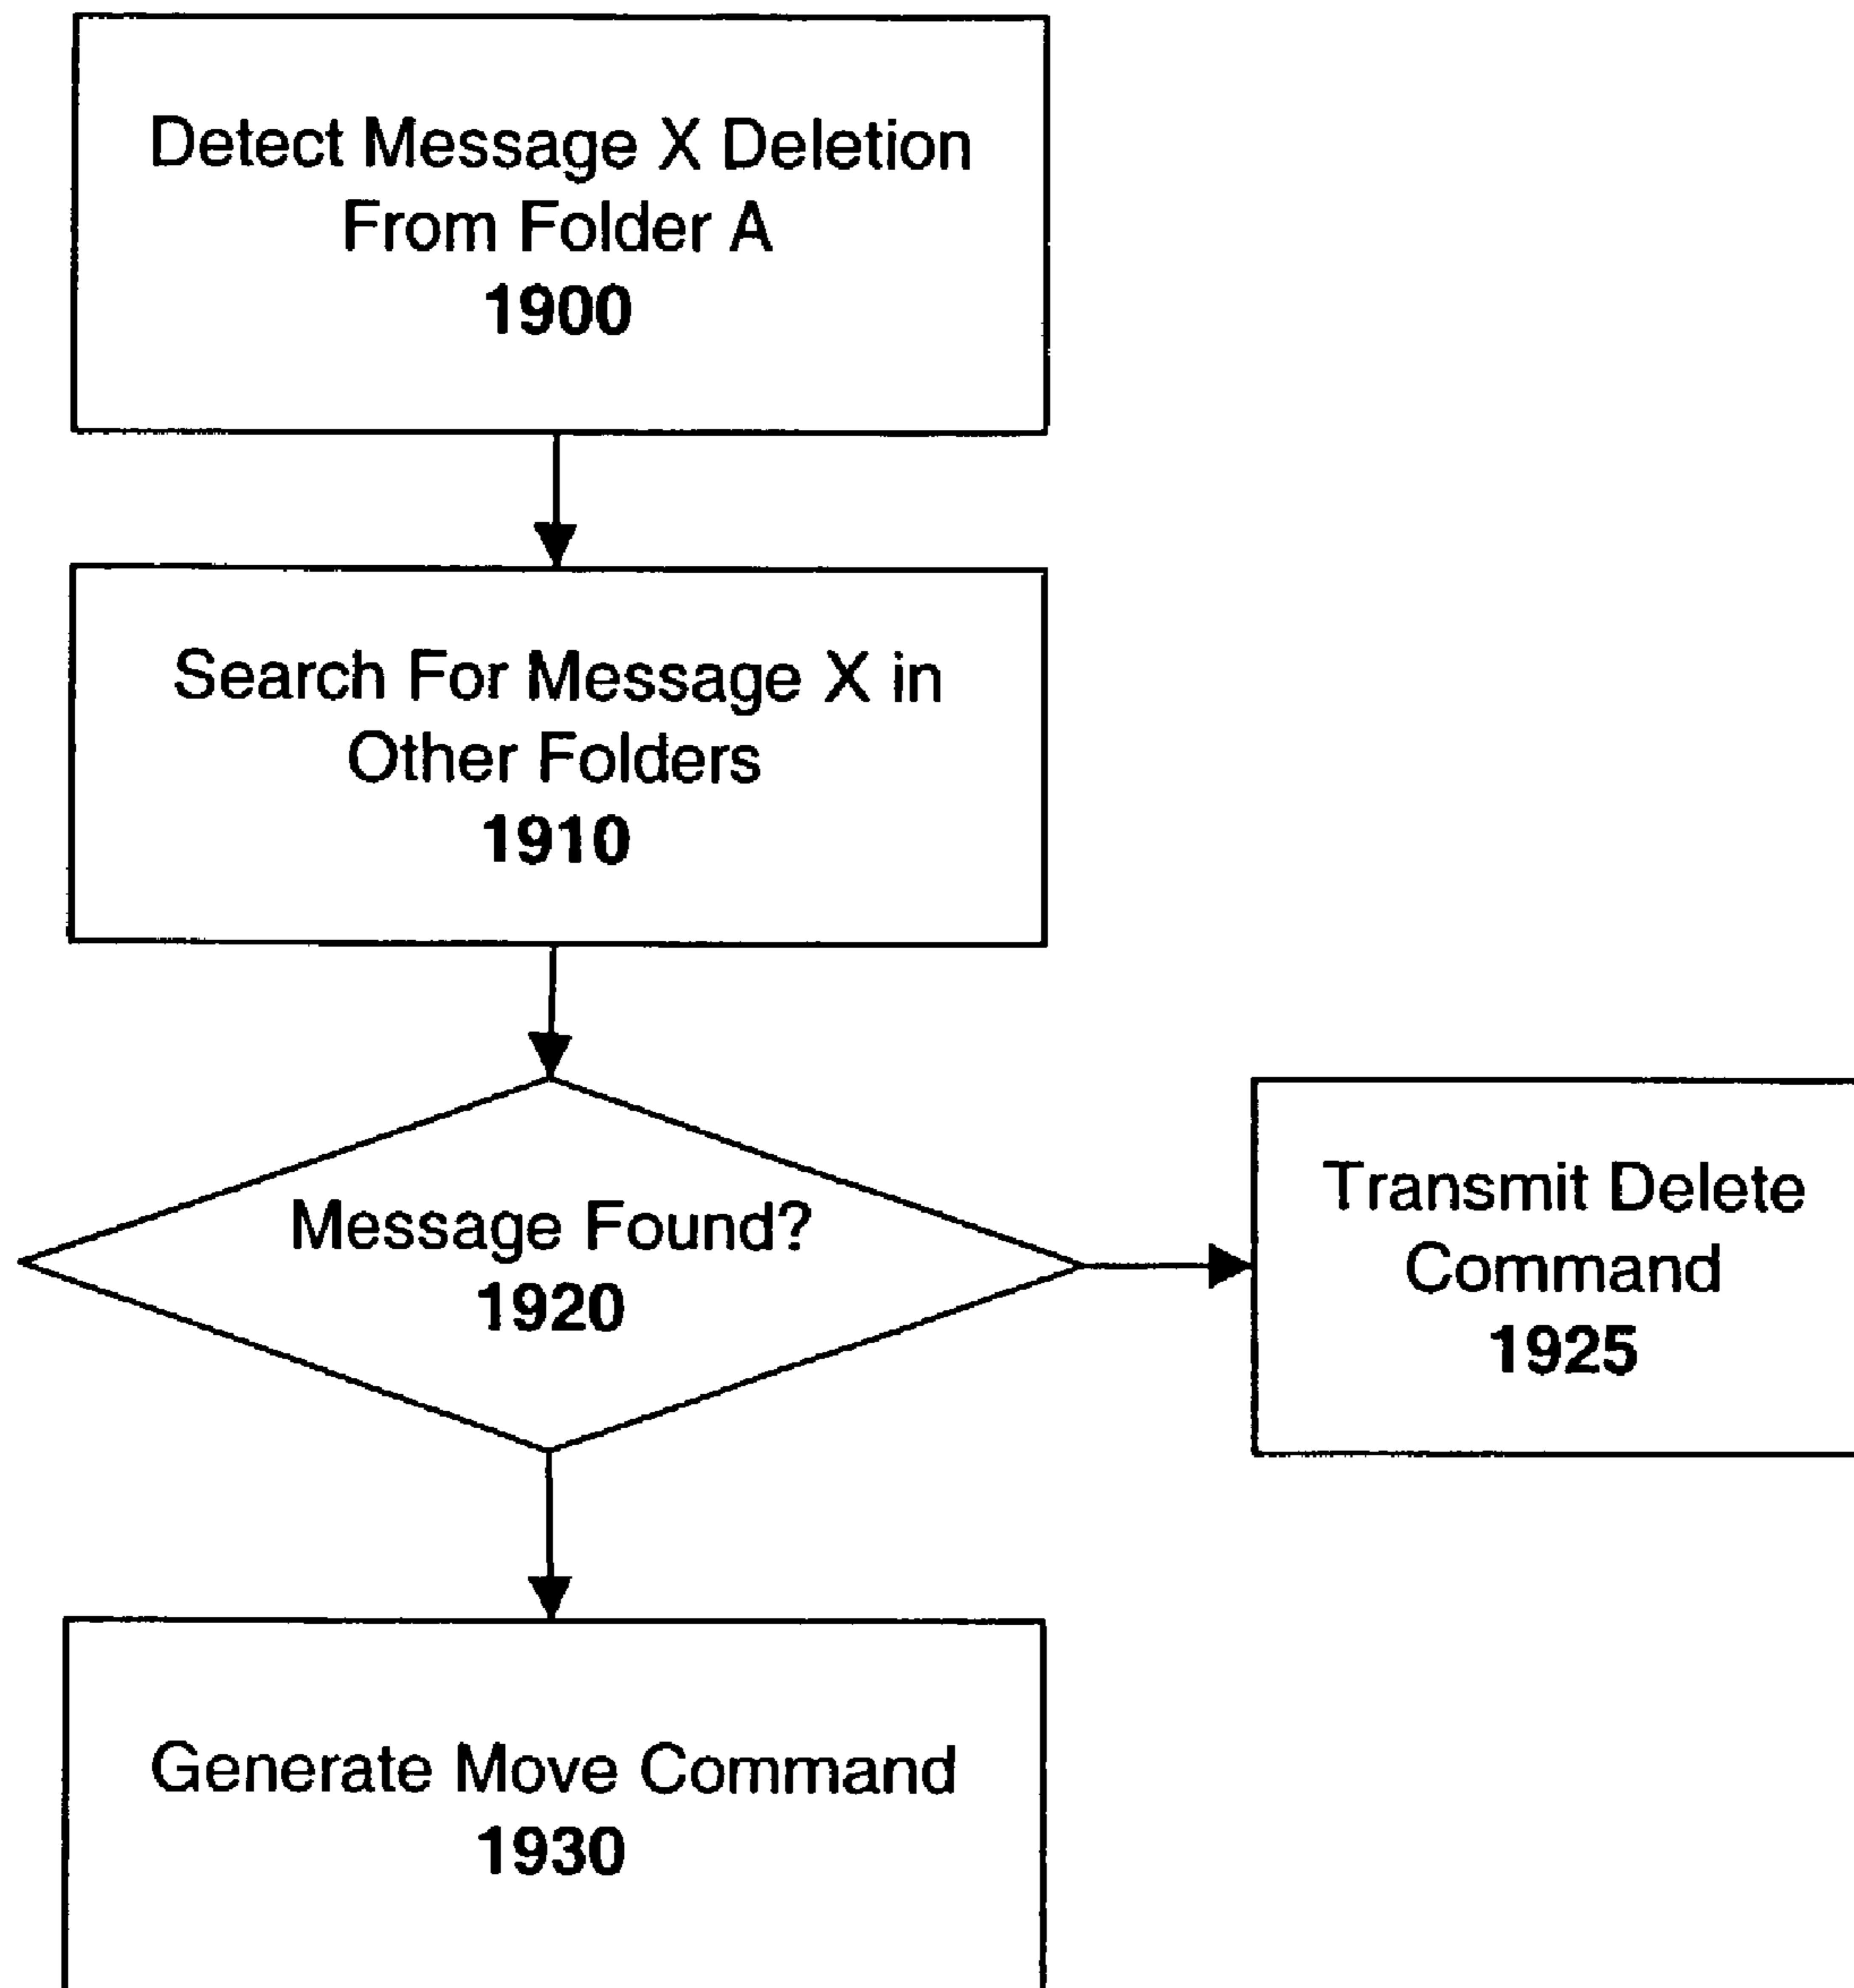 Detect Message X Deletion
From Folder A
1900
Search For Message X in
Other Folders
1910
Message Found?
1920
Transmit Delete
Command
1925
Generate Move Command
1930